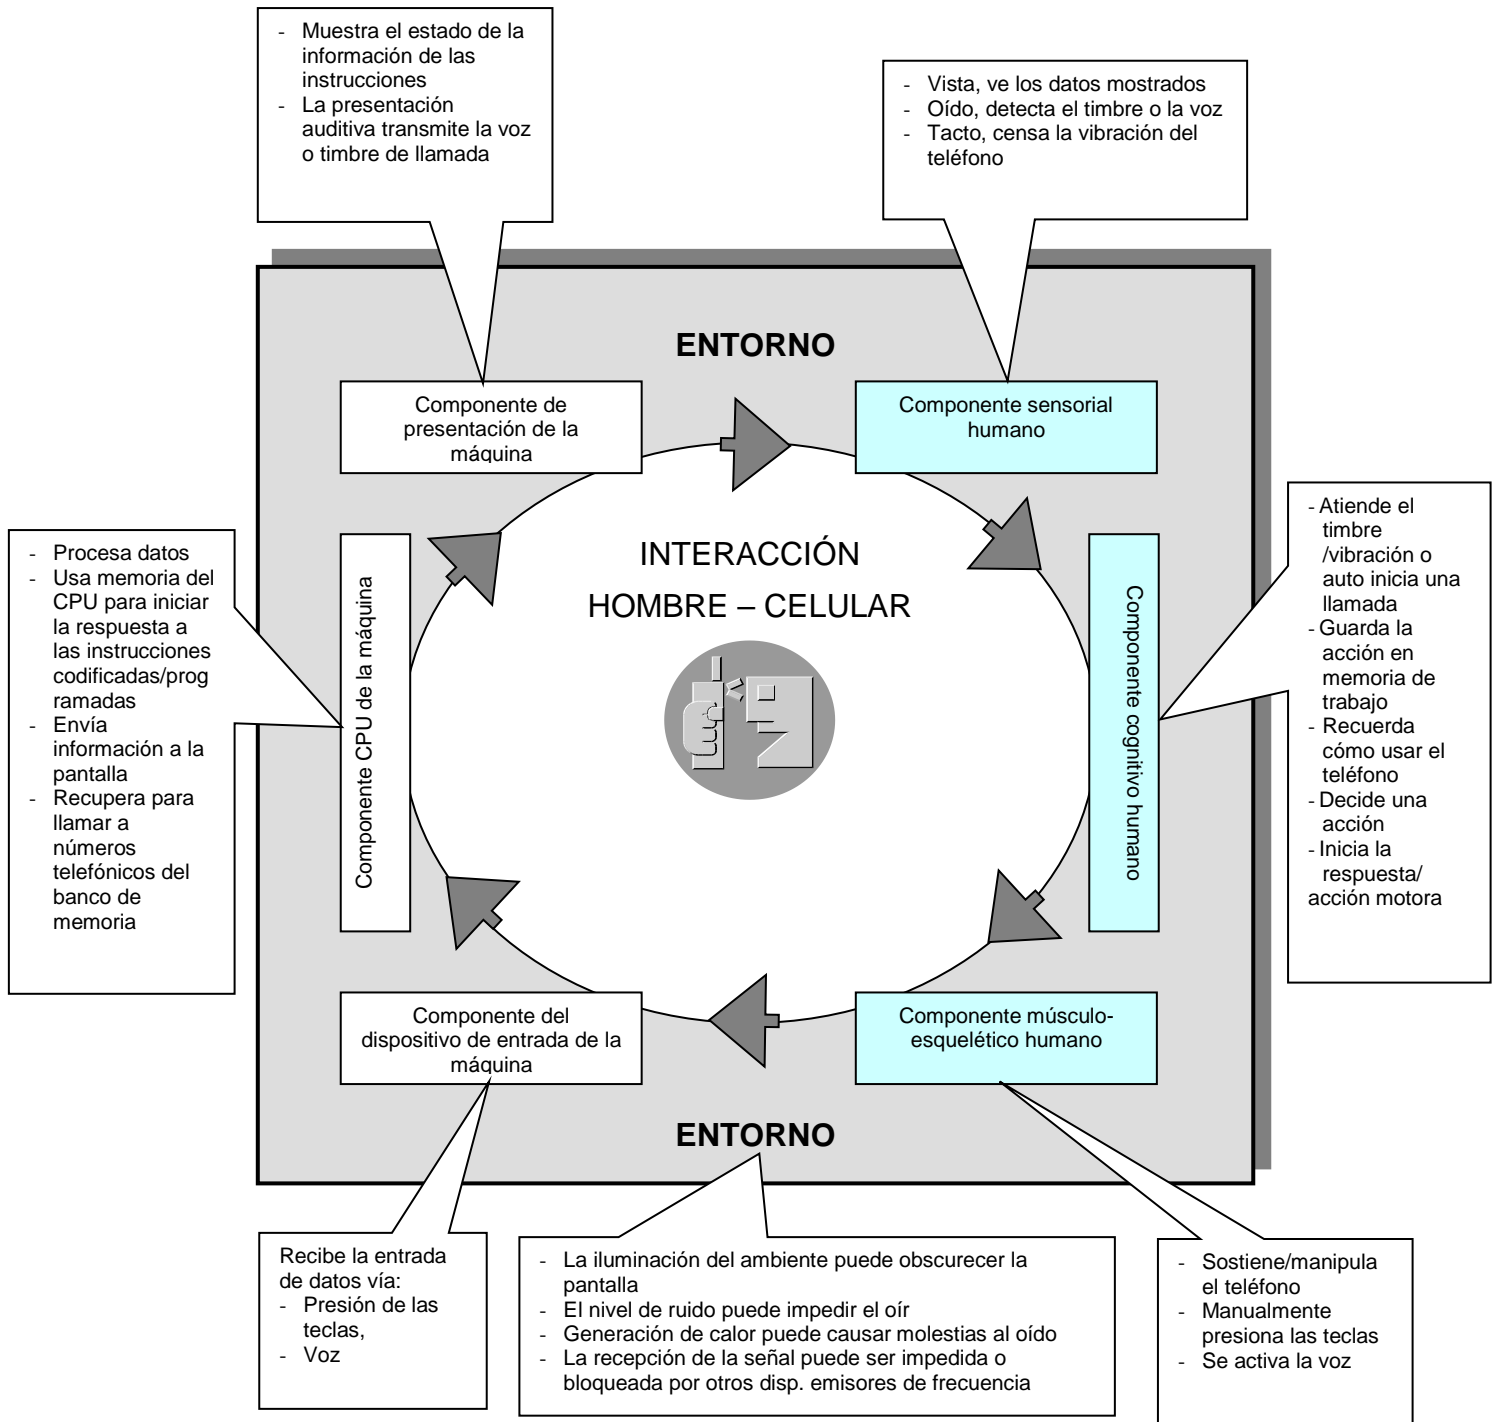 - Muestra el estado de la
información de las
instrucciones
- La presentación
auditiva transmite la voz
o timbre de llamada
- Vista, ve los datos mostrados
- Oído, detecta el timbre o la voz
- Tacto, censa la vibración del
teléfono
ENTORNO
Componente de
presentación de la
máquina
Componente sensorial
humano
- Procesa datos
- Usa memoria del
CPU para iniciar
la respuesta a
las instrucciones
codificadas/prog
ramadas
- Envía
información a la
pantalla
- Recupera para
llamar a
números
telefónicos del
banco de
memoria
Componente CPU de la máquina
INTERACCIÓN
HOMBRE – CELULAR
Componente cognitivo humano
- Atiende el
timbre
/vibración o
auto inicia una
llamada
- Guarda la
acción en
memoria de
trabajo
- Recuerda
cómo usar el
teléfono
- Decide una
acción
- Inicia la
respuesta/
acción motora
Componente del
dispositivo de entrada de la
máquina
Componente músculo-
esquelético humano
ENTORNO
Recibe la entrada
de datos vía:
- Presión de las
teclas,
- Voz
- La iluminación del ambiente puede obscurecer la
pantalla
- El nivel de ruido puede impedir el oír
- Generación de calor puede causar molestias al oído
- La recepción de la señal puede ser impedida o
bloqueada por otros disp. emisores de frecuencia
- Sostiene/manipula
el teléfono
- Manualmente
presiona las teclas
- Se activa la voz